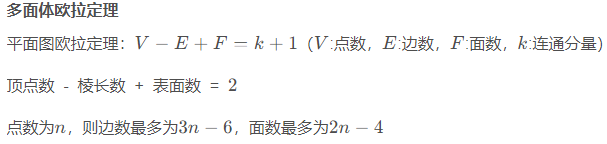 多面体欧拉定理
平面图欧拉定理：V − E + F = k + 1（V:点数，E:边数，F:面数，k:连通分量）
顶点数 - 棱长数 + 表面数 = 2
点数为n，则边数最多为3n − 6，面数最多为2n − 4